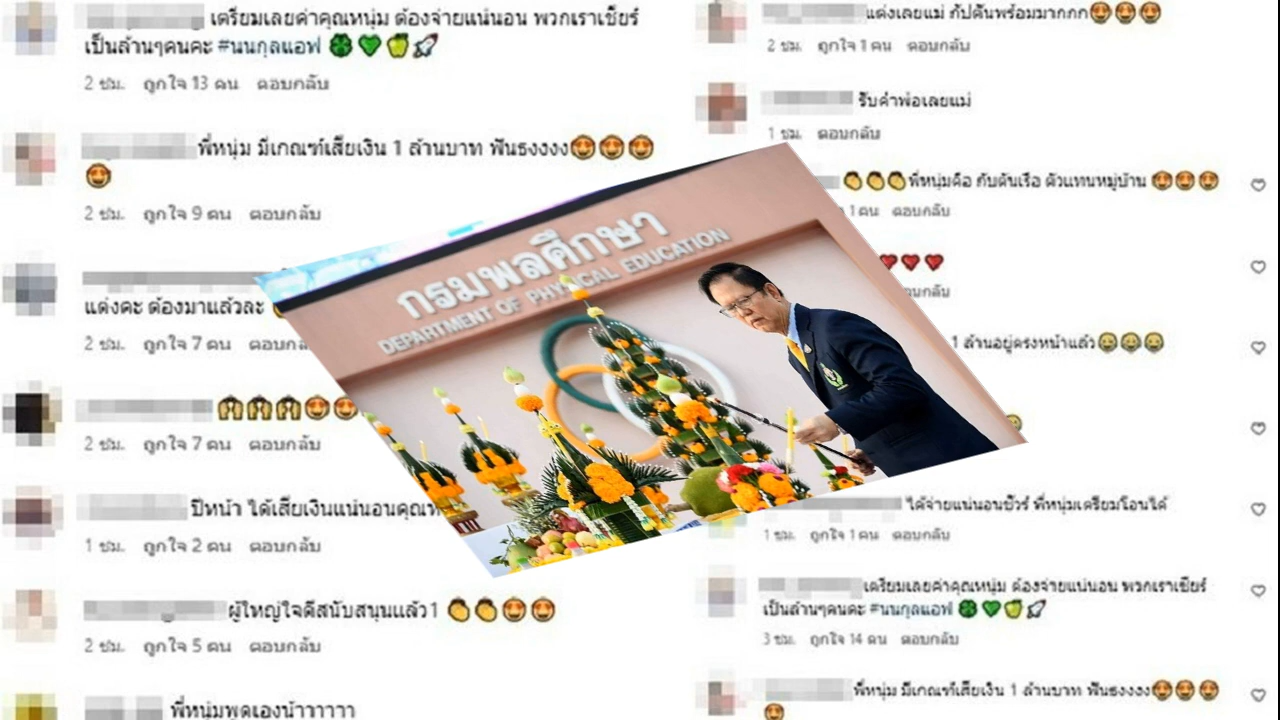 เตรียมเลยค่าคุณหนุ่ม ต้องจ่ายแน่นอน พวกเราเชียร์
เป็นล้านๆคนคะ #นนกุลแอฟ 🍀💚🍏🚀
2 ชม. ถูกใจ 13 คน ตอบกลับ
พี่หนุ่ม มีเกณฑ์เสียเงิน 1 ล้านบาท ฟันธงงงง😍😍😍
😍
2 ชม. ถูกใจ 9 คน ตอบกลับ
แต่งคะ ต้องมาแล้วละ
2 ชม. ถูกใจ 7 คน ตอบกลับ
2 ชม. ถูกใจ 7 คน ตอบกลับ
ปีหน้า ได้เสียเงินแน่นอนคุณ
1 ชม. ถูกใจ 2 คน ตอบกลับ
ผู้ใหญ่ใจดีสนับสนุนแล้ว1 👏👏😍😍
2 ชม. ถูกใจ 5 คน ตอบกลับ
พี่หนุ่มพูดเองน้าาาาาา
กรมพลศึกษา
DEPARTMENT OF PHYSICAL EDUCATION
แต่งเลยแม่ กัปตันพร้อมมากกก😍😍😍
2 ชม. ถูกใจ 1 คน ตอบกลับ
รับคำพ่อเลยแม่
1 ชม. ตอบกลับ
👏👏👏พี่หนุ่มคือ กับตันเรือ ตัวแทนหมู่บ้าน 😍😍😍
1 คน ตอบกลับ
❤❤
ตอบกลับ
1 ล้านอยู่ตรงหน้าแล้ว😂😂😂
ได้จ่ายแน่นอนชั๊วร์ พี่หนุ่มเตรียมโอนได้
1 ชม. ถูกใจ 1 คน ตอบกลับ
เตรียมเลยค่าคุณหนุ่ม ต้องจ่ายแน่นอน พวกเราเชียร์
เป็นล้านๆคนคะ #นนกุลแอฟ 🍀💚🍏🚀
3 ชม. ถูกใจ 14 คน ตอบกลับ
พี่หนุ่ม มีเกณฑ์เสียเงิน 1 ล้านบาท ฟันธงงงง😍😍😍
😍